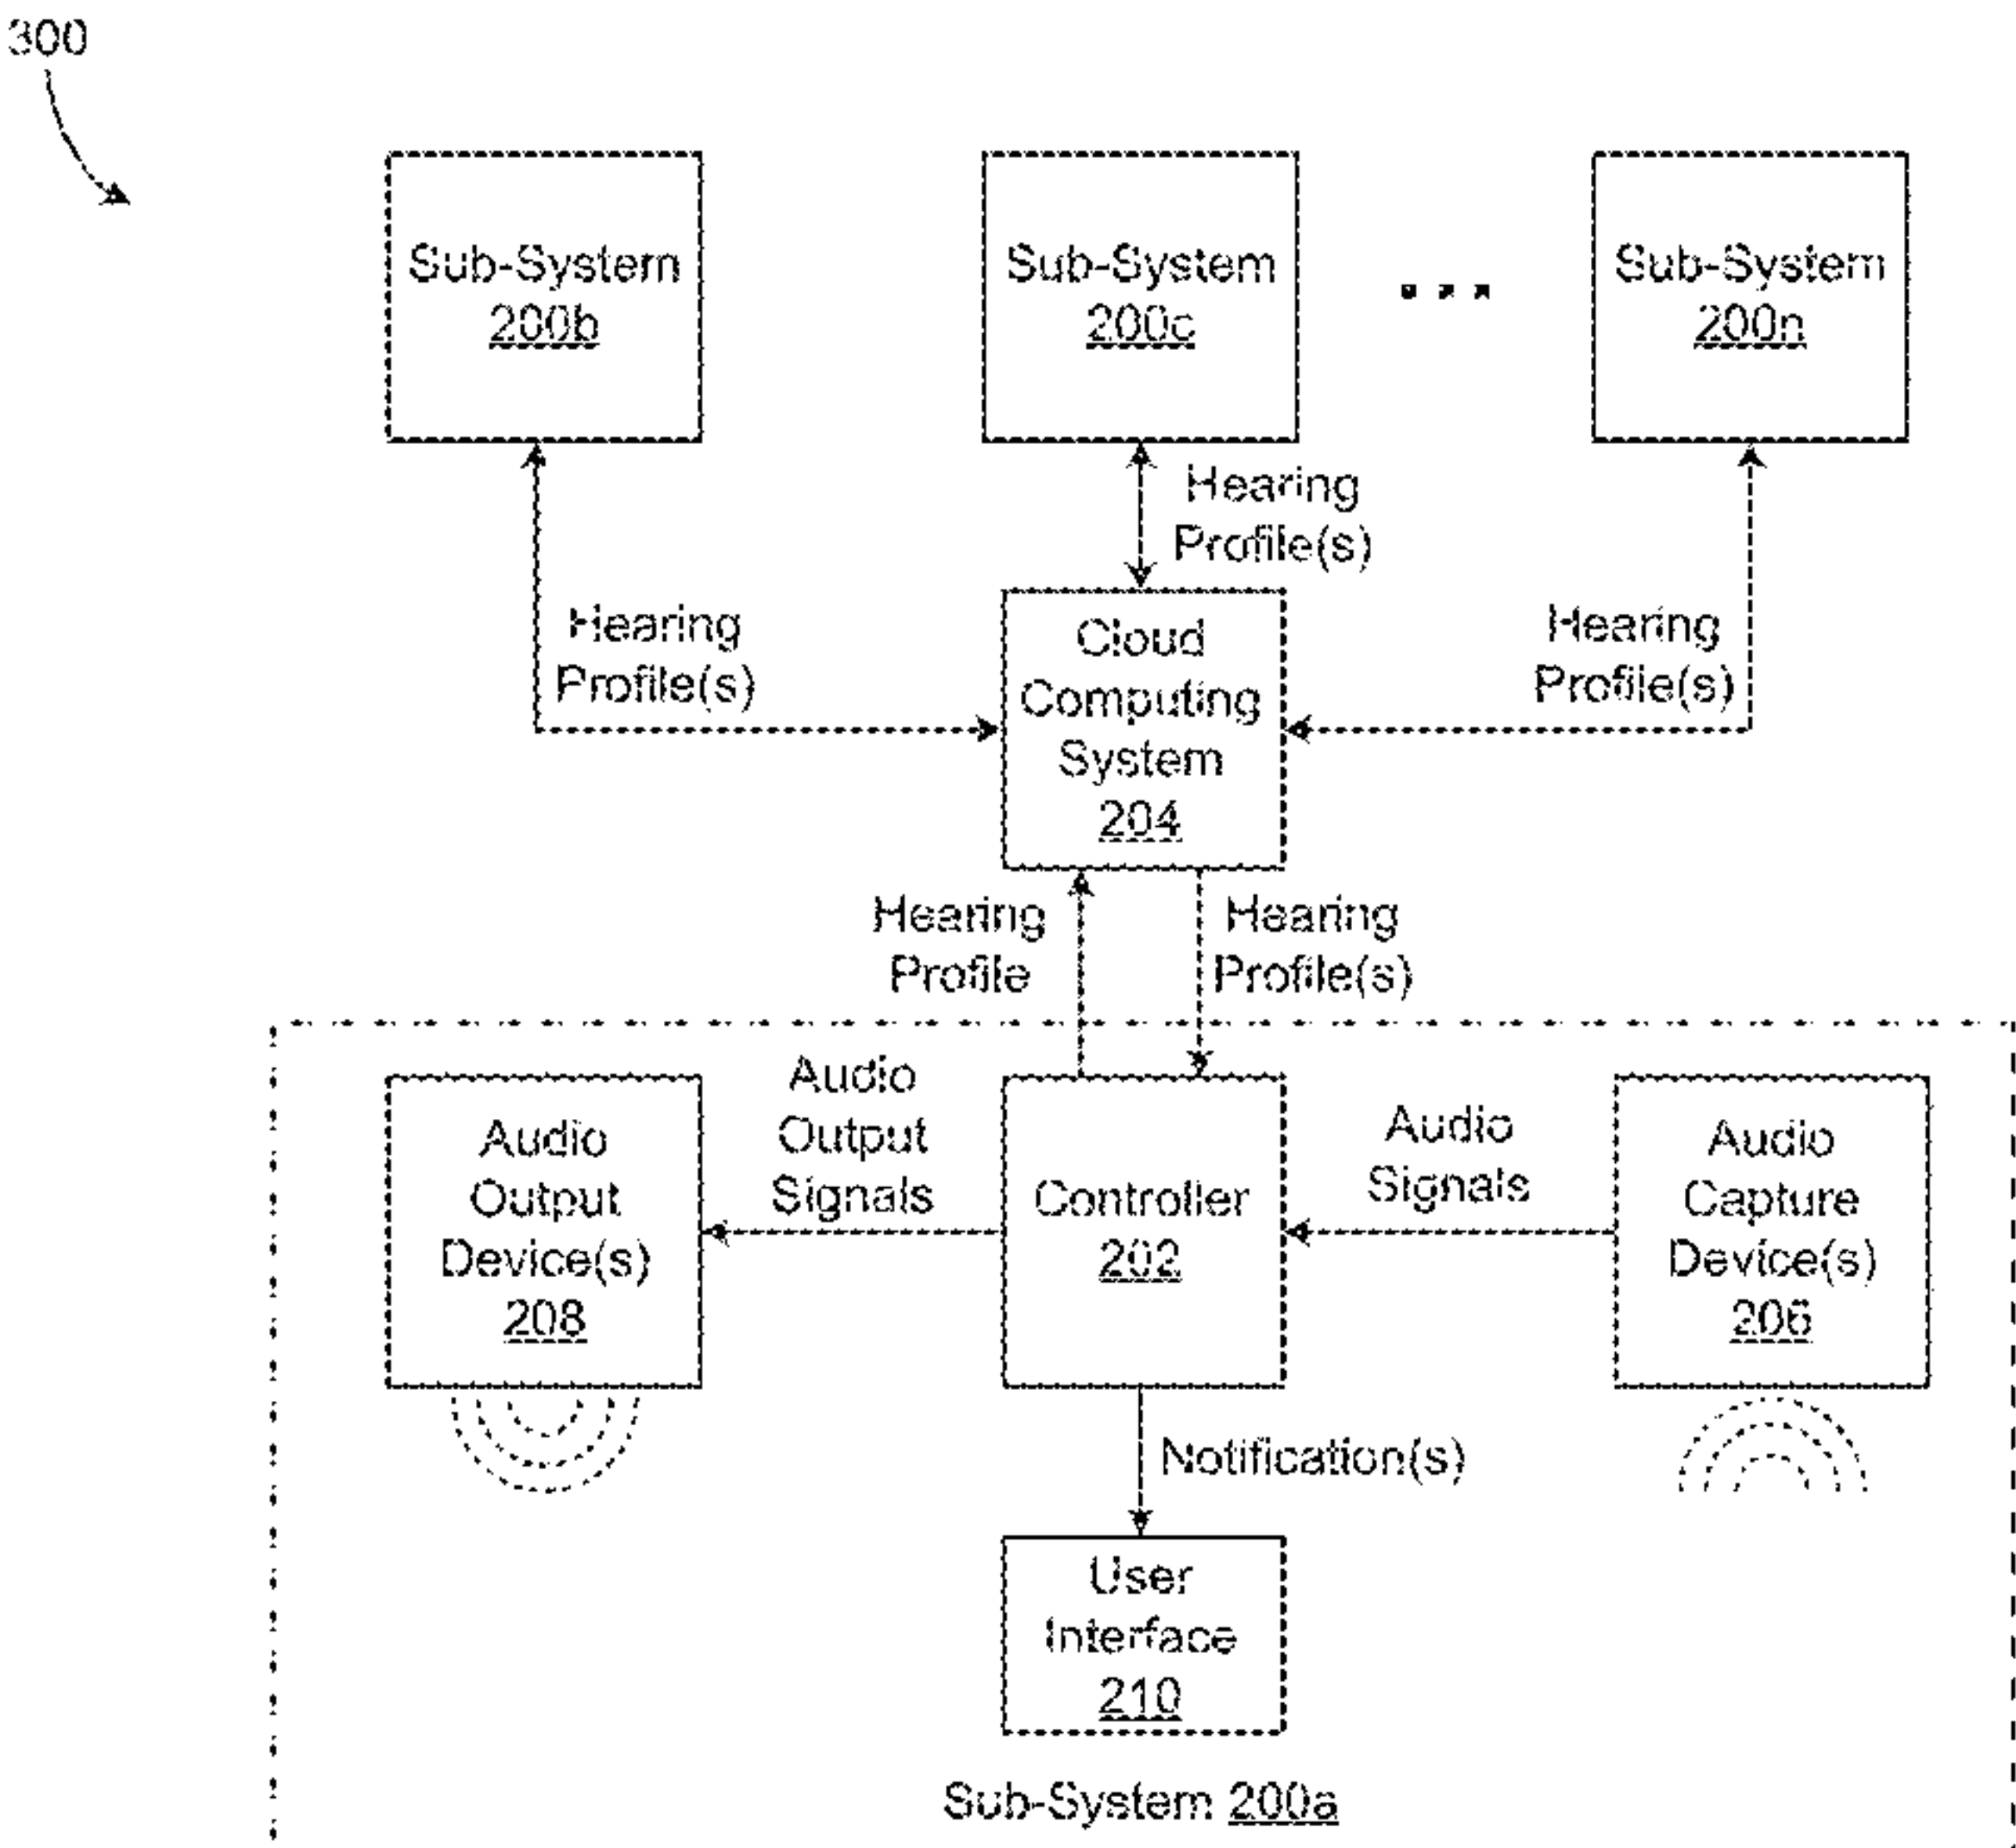 300
Sub-System
200b
Sub-System
200c
Sub-System
200n
Hearing
Profile(s)
Hearing
Profile(s)
Hearing
Profile(s)
Cloud
Computing
System
204
Hearing
Profile
Hearing
Profile(s)
Audio
Output
Device(s)
208
Audio
Output
Signals
Controller
202
Audio
Signals
Audio
Capture
Device(s)
206
Notification(s)
User
Interface
210
Sub-System 200a